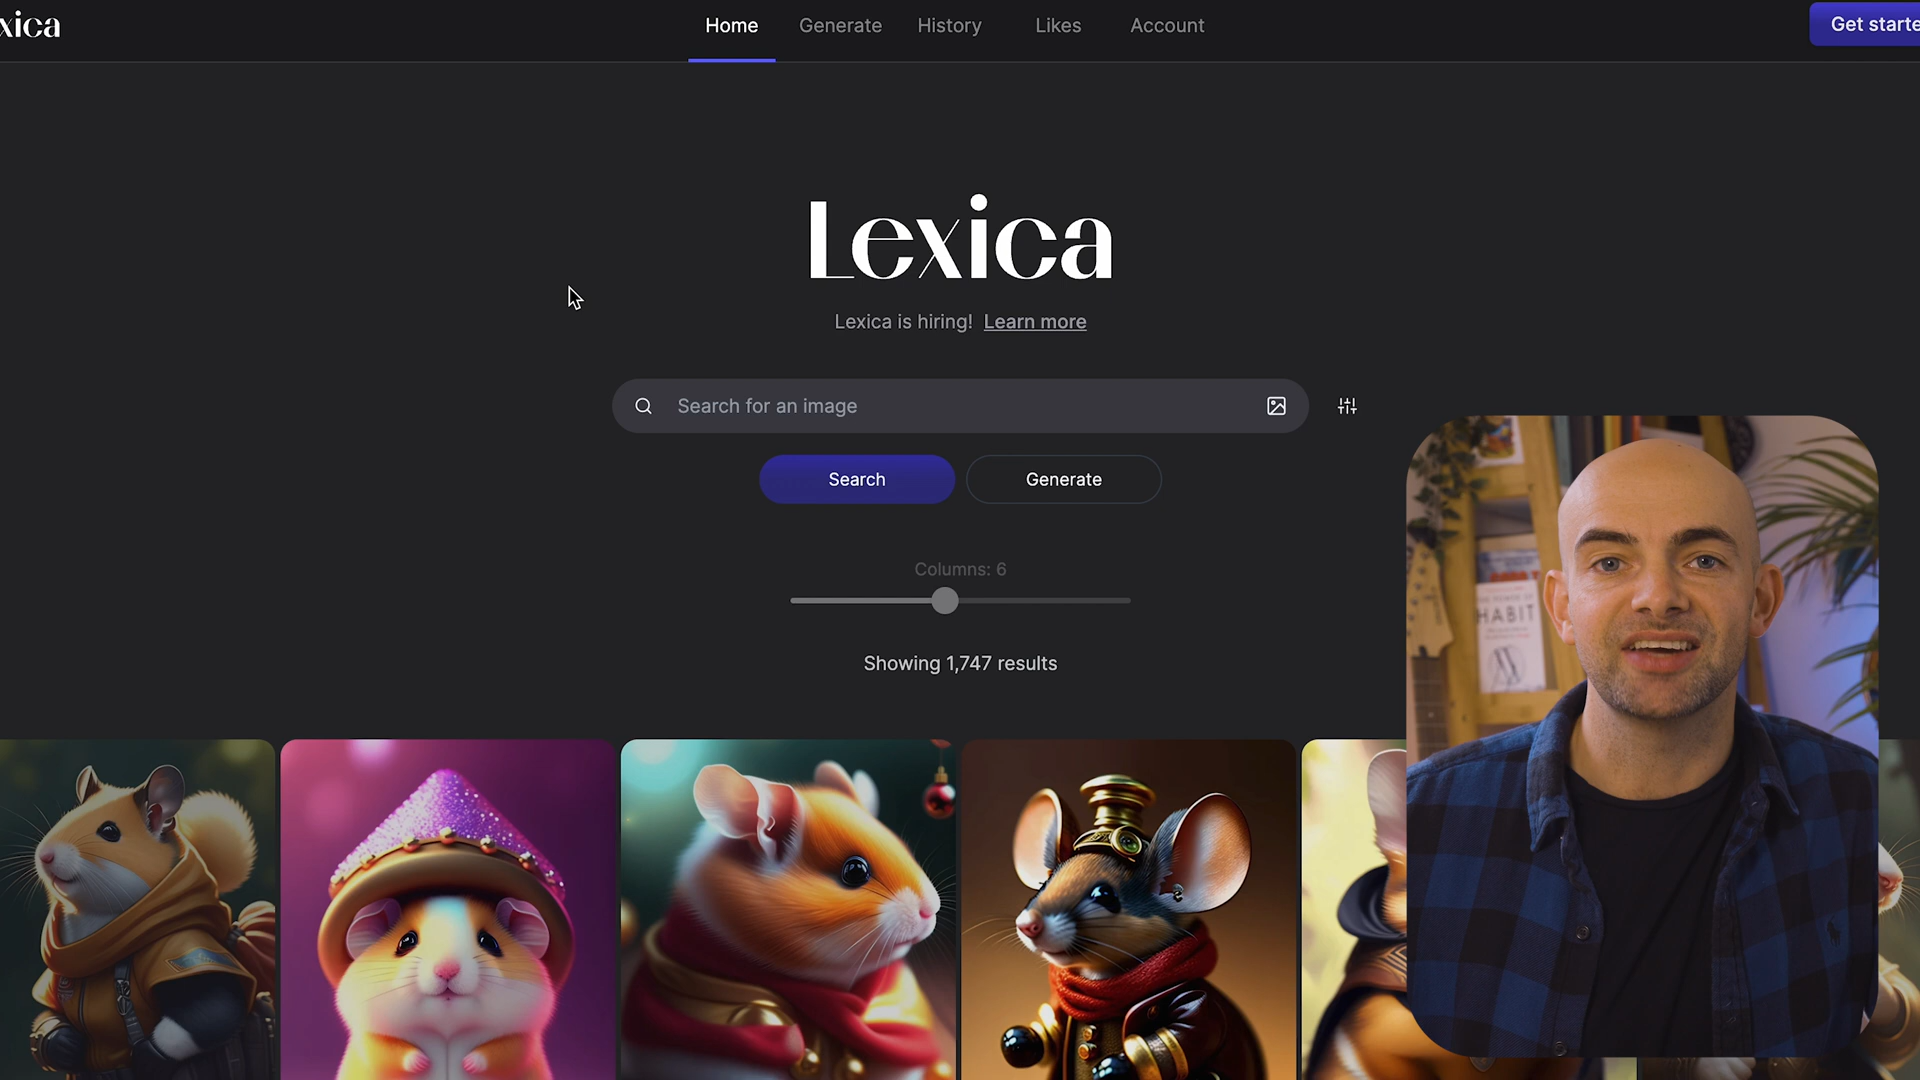 xica
Home
Generate
History
Likes
Account
Get starte
Lexica
Lexica is hiring! Learn more
Search for an image
Search
Generate
Columns: 6
Showing 1,747 results
HABIT